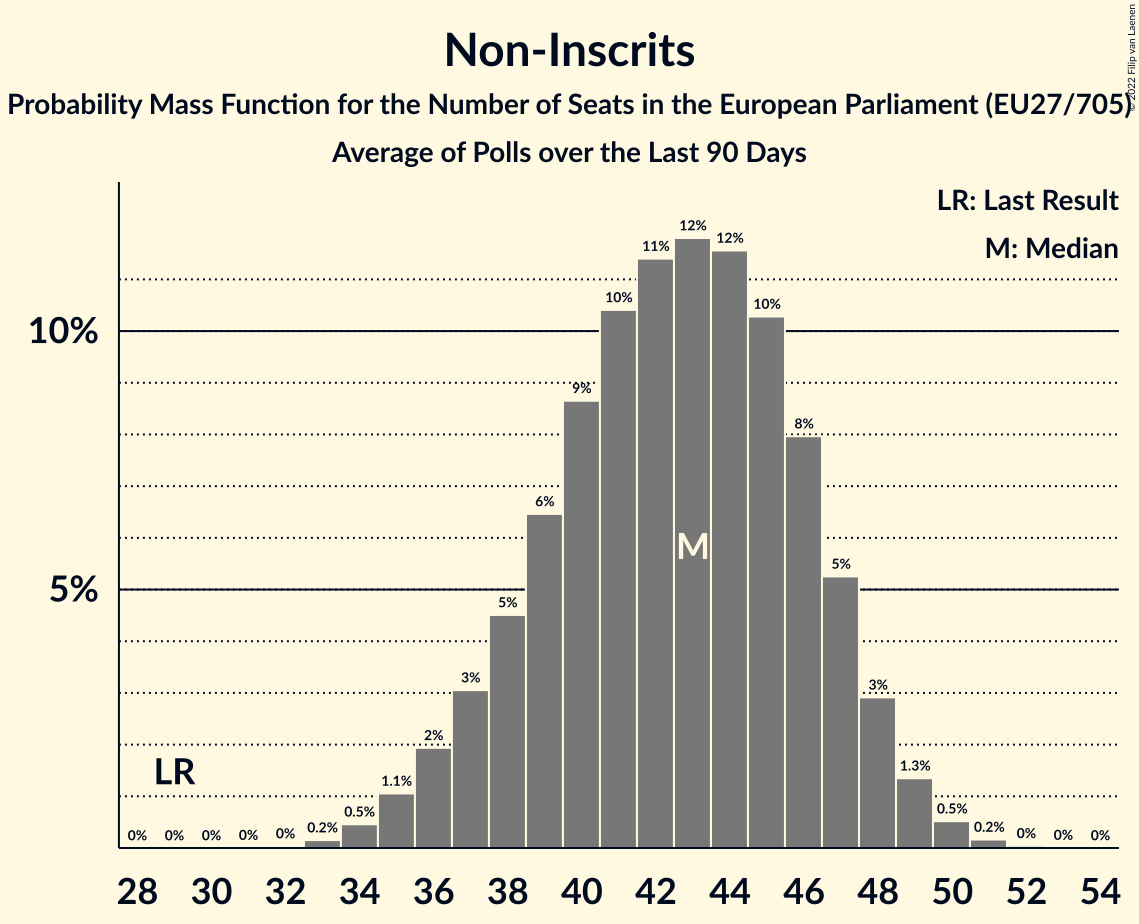 Non-Inscrits
Probability Mass Function for the Number of Seats in the European Parliament (EU27/705)
Average of Polls over the Last 90 Days
© 2022 Filip van Laenen
LR: Last Result
M: Median
10%
5%
0% 0% 0% 0% 0% 0.2% 0.5% 1.1% 2% 3% 5% 6% 9% 10% 11% 12% 12% 10% 8% 5% 3% 1.3% 0.5% 0.2% 0% 0% 0%
LR
M
28 30 32 34 36 38 40 42 44 46 48 50 52 54